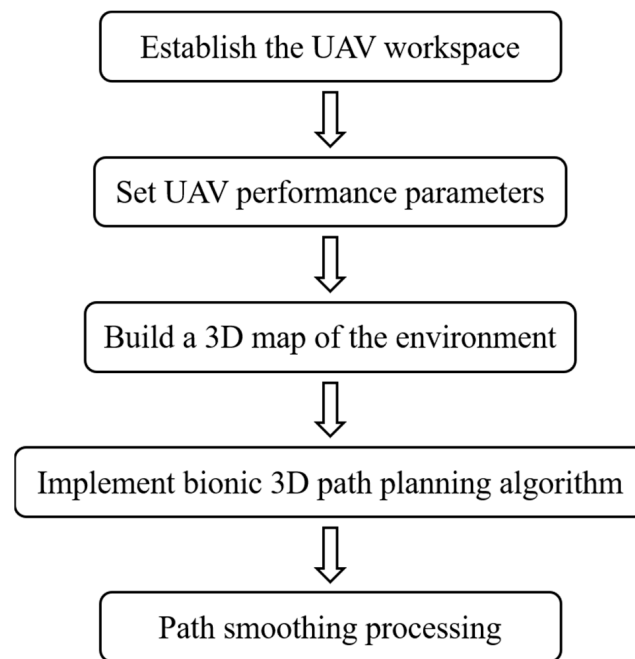 Establish the UAV workspace
Set UAV performance parameters
Build a 3D map of the environment
Implement bionic 3D path planning algorithm
Path smoothing processing